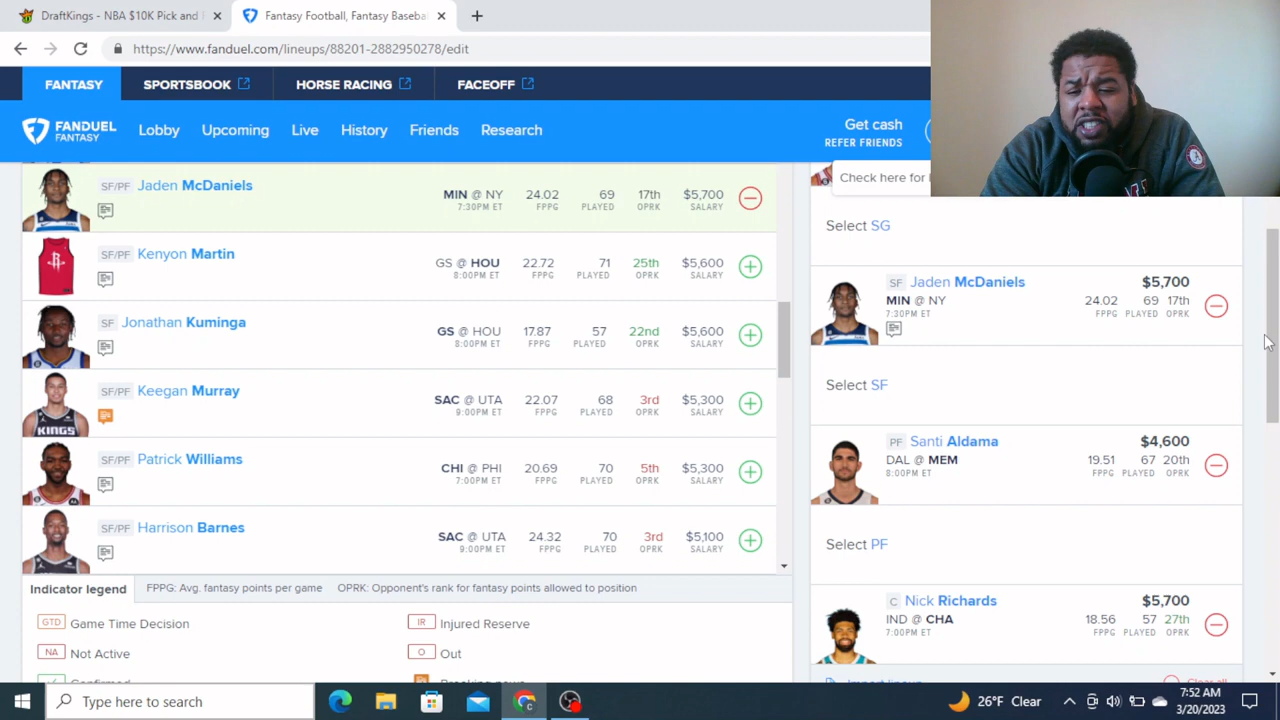 DraftKings - NBA $10K Pick and
Fantasy Football, Fantasy Baseba
https://www.fanduel.com/lineups/88201-2882950278/edit
FANTASY SPORTSBOOK HORSE RACING FACEOFF
FANDUEL
FANTASY
Lobby Upcoming Live History Friends Research
Get cash
REFER FRIENDS
SF/PF Jaden McDaniels
MIN @ NY 24.02 69 17th $5,700
7:30PM ET FPPG PLAYED OPRK SALARY
SF/PF Kenyon Martin
GS @ HOU 22.72 71 25th $5,600
8:00PM ET FPPG PLAYED OPRK SALARY
SF Jonathan Kuminga
GS @ HOU 17.87 57 22nd $5,600
8:00PM ET FPPG PLAYED OPRK SALARY
SF/PF Keegan Murray
SAC @ UTA 22.07 68 3rd $5,300
9:00PM ET FPPG PLAYED OPRK SALARY
KINGS
SF/PF Patrick Williams
CHI @ PHI 20.69 70 5th $5,300
7:00PM ET FPPG PLAYED OPRK SALARY
SF/PF Harrison Barnes
SAC @ UTA 24.32 70 3rd $5,100
9:00PM ET FPPG PLAYED OPRK SALARY
Indicator legend FPPG: Avg. fantasy points per game OPRK: Opponent's rank for fantasy points allowed to position
GTD Game Time Decision IR Injured Reserve
NA Not Active O Out
Check here for
Select SG
SF Jaden McDaniels $5,700
MIN @ NY 24.02 69 17th
7:30PM ET FPPG PLAYED OPRK
Select SF
PF Santi Aldama $4,600
DAL @ MEM 19.51 67 20th
8:00PM ET FPPG PLAYED OPRK
Select PF
C Nick Richards $5,700
IND @ CHA 18.56 57 27th
7:00PM ET FPPG PLAYED OPRK
Import lineup Clear all
Type here to search
26°F Clear
7:52 AM
3/20/2023